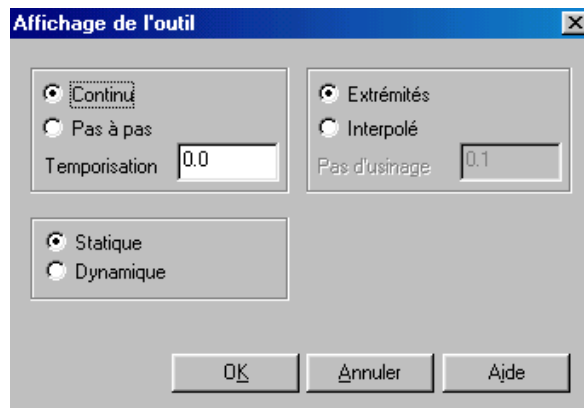 Affichage de l'outil
Continu
Pas à pas
Temporisation 0.0
Extrémités
Interpolé
Pas d'usinage 0.1
Statique
Dynamique
OK Annuler Aide